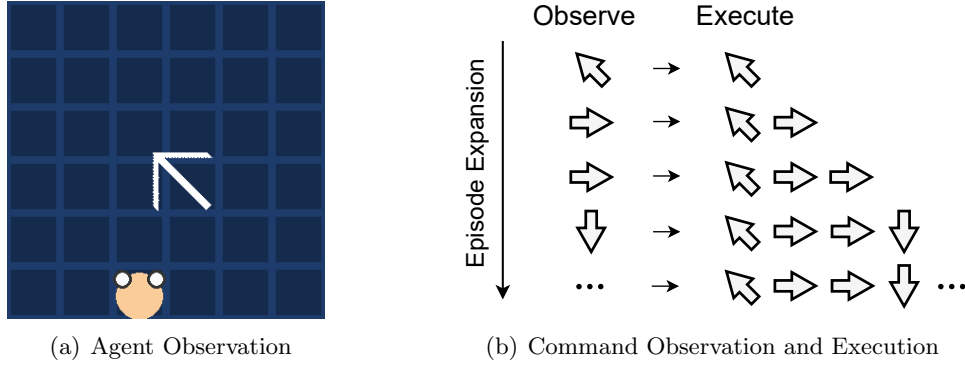 Observe Execute
Episode Expansion
...
...
(a) Agent Observation
(b) Command Observation and Execution